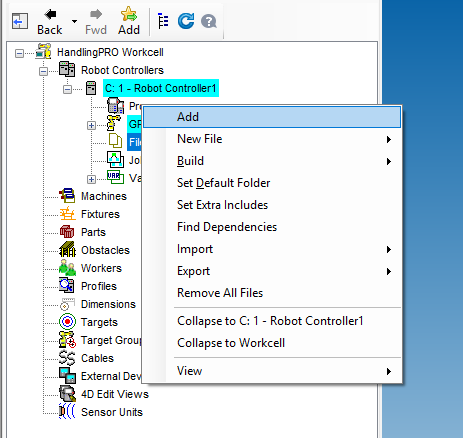 Back
Fwd
Add
HandlingPRO Workcell
Robot Controllers
C: 1 - Robot Controller1
Add
New File
Build
Set Default Folder
Set Extra Includes
Find Dependencies
Import
Export
Remove All Files
Collapse to C: 1 - Robot Controller1
Collapse to Workcell
View
Machines
Fixtures
Parts
Obstacles
Workers
Profiles
Dimensions
Targets
Target Group
Cables
External Dev
4D Edit Views
Sensor Units